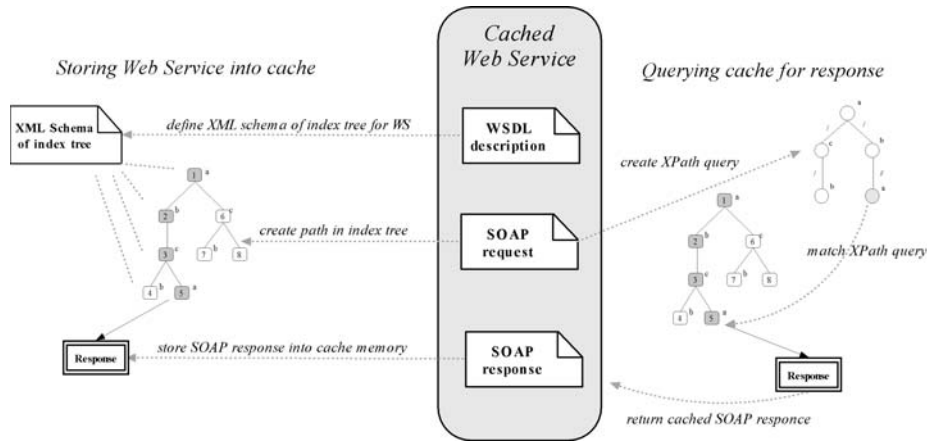 Cached
Web Service
Storing Web Service into cache
Querying cache for response
XML Schema
of index tree
define XML schema of index tree for WS
WSDL
description
create XPath query
a
c
b
/
/
/
/
b
a
1
a
2
b
6
c
3
c
7
b
8
4
b
5
a
create path in index tree
SOAP
request
1
a
2
b
6
c
3
c
7
b
8
4
b
5
a
match XPath query
Response
store SOAP response into cache memory
SOAP
response
Response
return cached SOAP responce